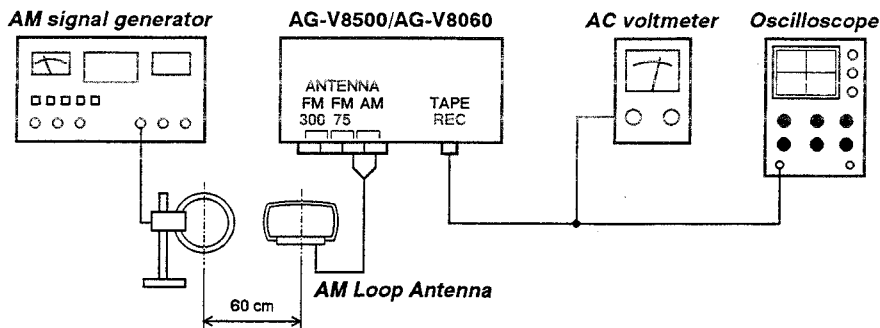 AM signal generator
AG-V8500/AG-V8060
AC voltmeter
Oscilloscope
ANTENNA
FM FM AM
300 75
TAPE
REC
AM Loop Antenna
60 cm